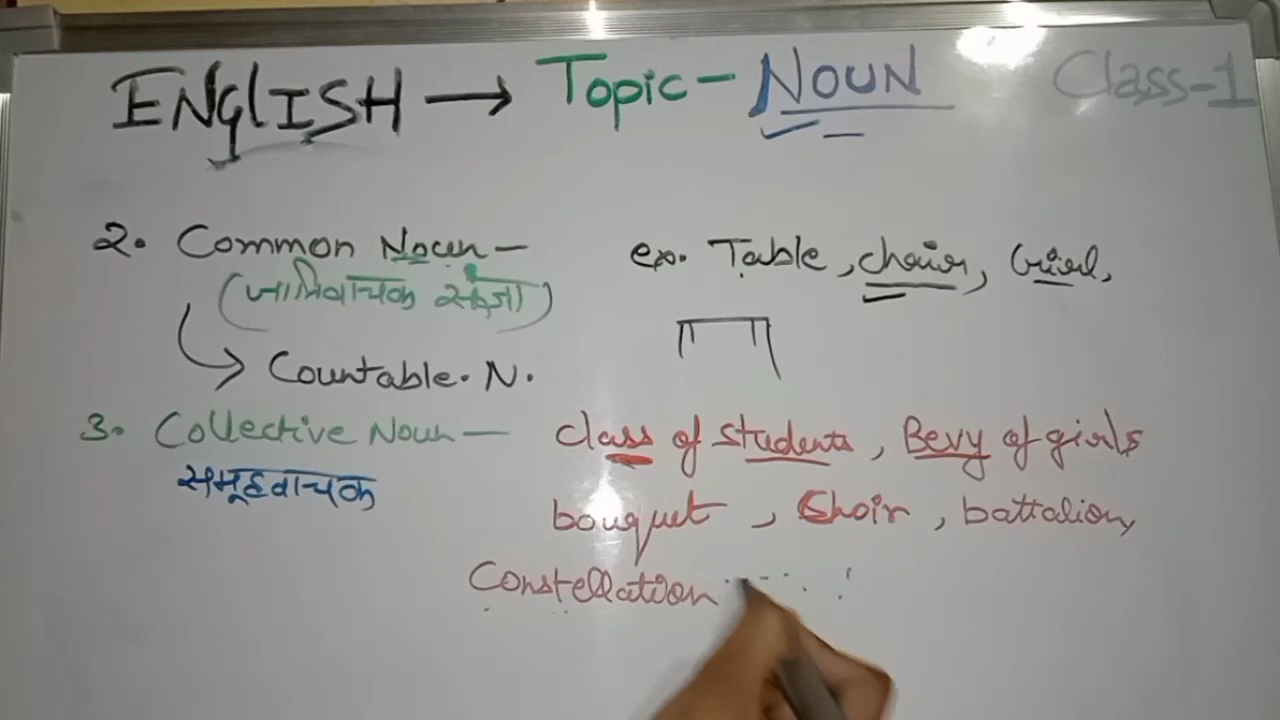 ENGLISH → Topic - NOUN Class-1
2. Common Noun - ex. Table, chair, Girl,
(जातिवाचक संज्ञा)
Countable. N.
3. Collective Noun - class of students, Bevy of girls
समूहवाचक
bouquet, Choir, battalion,
Constellation